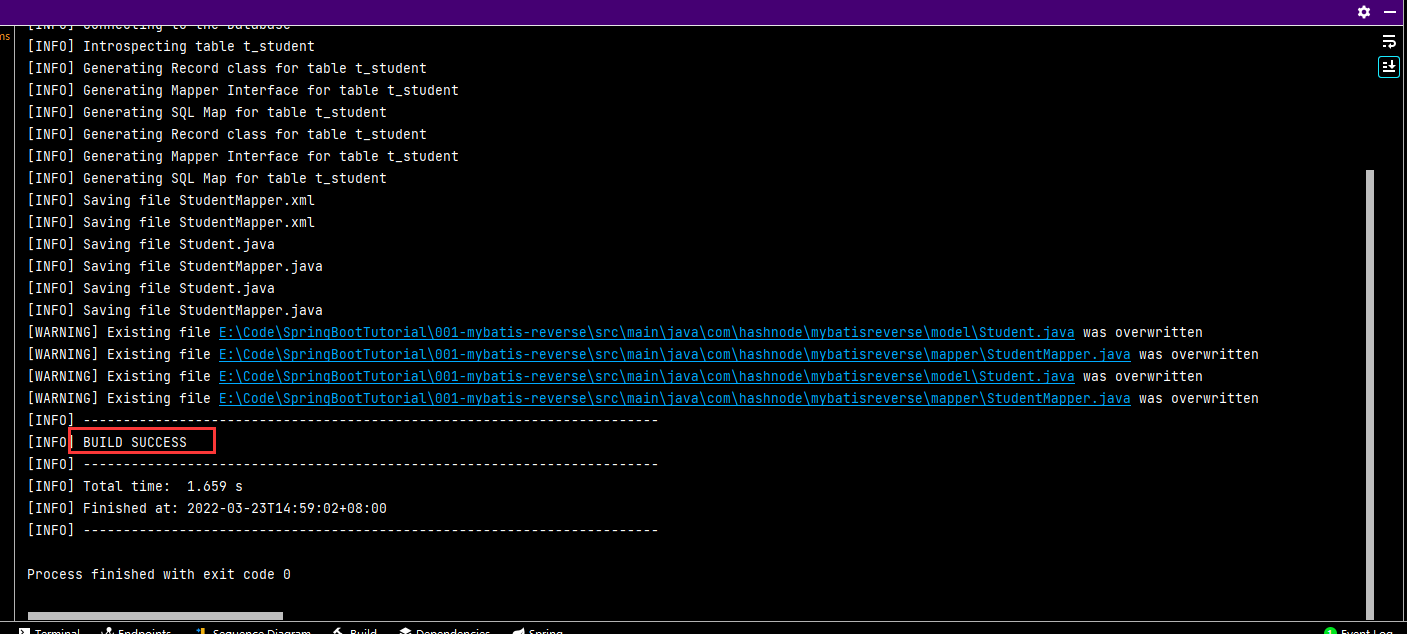 ms
[INFO] Connecting to the Database
[INFO] Introspecting table t_student
[INFO] Generating Record class for table t_student
[INFO] Generating Mapper Interface for table t_student
[INFO] Generating SQL Map for table t_student
[INFO] Generating Record class for table t_student
[INFO] Generating Mapper Interface for table t_student
[INFO] Generating SQL Map for table t_student
[INFO] Saving file StudentMapper.xml
[INFO] Saving file StudentMapper.xml
[INFO] Saving file Student.java
[INFO] Saving file StudentMapper.java
[INFO] Saving file Student.java
[INFO] Saving file StudentMapper.java
[WARNING] Existing file E:\Code\SpringBootTutorial\001-mybatis-reverse\src\main\java\com\hashnode\mybatisreverse\model\Student.java was overwritten
[WARNING] Existing file E:\Code\SpringBootTutorial\001-mybatis-reverse\src\main\java\com\hashnode\mybatisreverse\mapper\StudentMapper.java was overwritten
[WARNING] Existing file E:\Code\SpringBootTutorial\001-mybatis-reverse\src\main\java\com\hashnode\mybatisreverse\model\Student.java was overwritten
[WARNING] Existing file E:\Code\SpringBootTutorial\001-mybatis-reverse\src\main\java\com\hashnode\mybatisreverse\mapper\StudentMapper.java was overwritten
[INFO] ------------------------------------------------------------------------
[INFO] BUILD SUCCESS
[INFO] ------------------------------------------------------------------------
[INFO] Total time:  1.659 s
[INFO] Finished at: 2022-03-23T14:59:02+08:00
[INFO] ------------------------------------------------------------------------
Process finished with exit code 0
Terminal Endpoints Sequence Diagram Build Dependencies Spring 1 Event Log